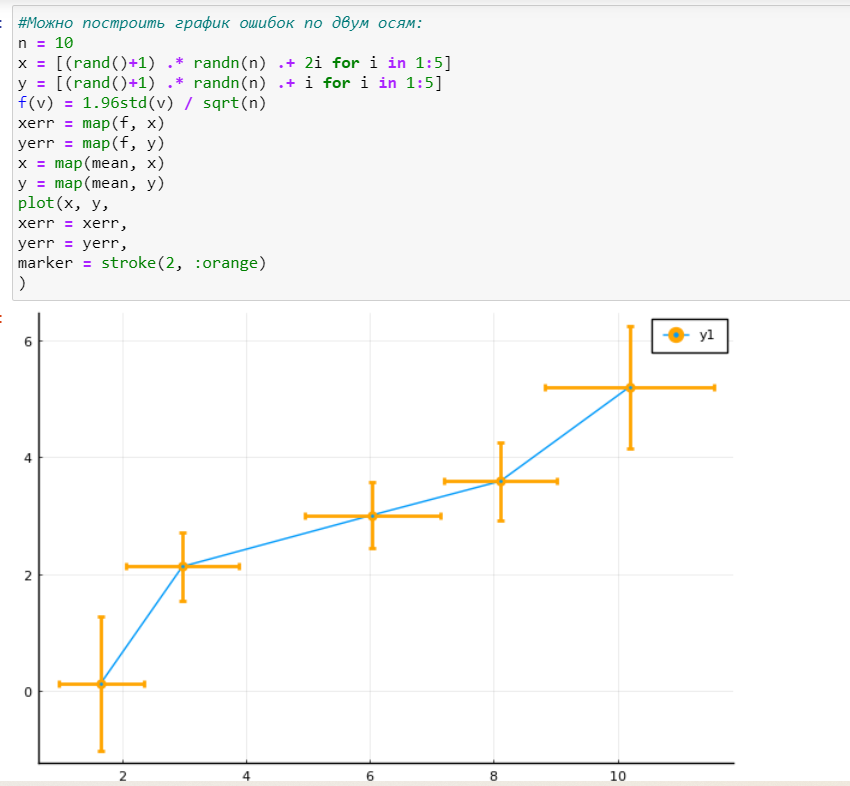 #Можно построить график ошибок по двум осям:
n = 10
x = [(rand()+1) .* randn(n) .+ 2i for i in 1:5]
y = [(rand()+1) .* randn(n) .+ i for i in 1:5]
f(v) = 1.96std(v) / sqrt(n)
xerr = map(f, x)
yerr = map(f, y)
x = map(mean, x)
y = map(mean, y)
plot(x, y,
xerr = xerr,
yerr = yerr,
marker = stroke(2, :orange)
)
y1
6
4
2
0
2 4 6 8 10